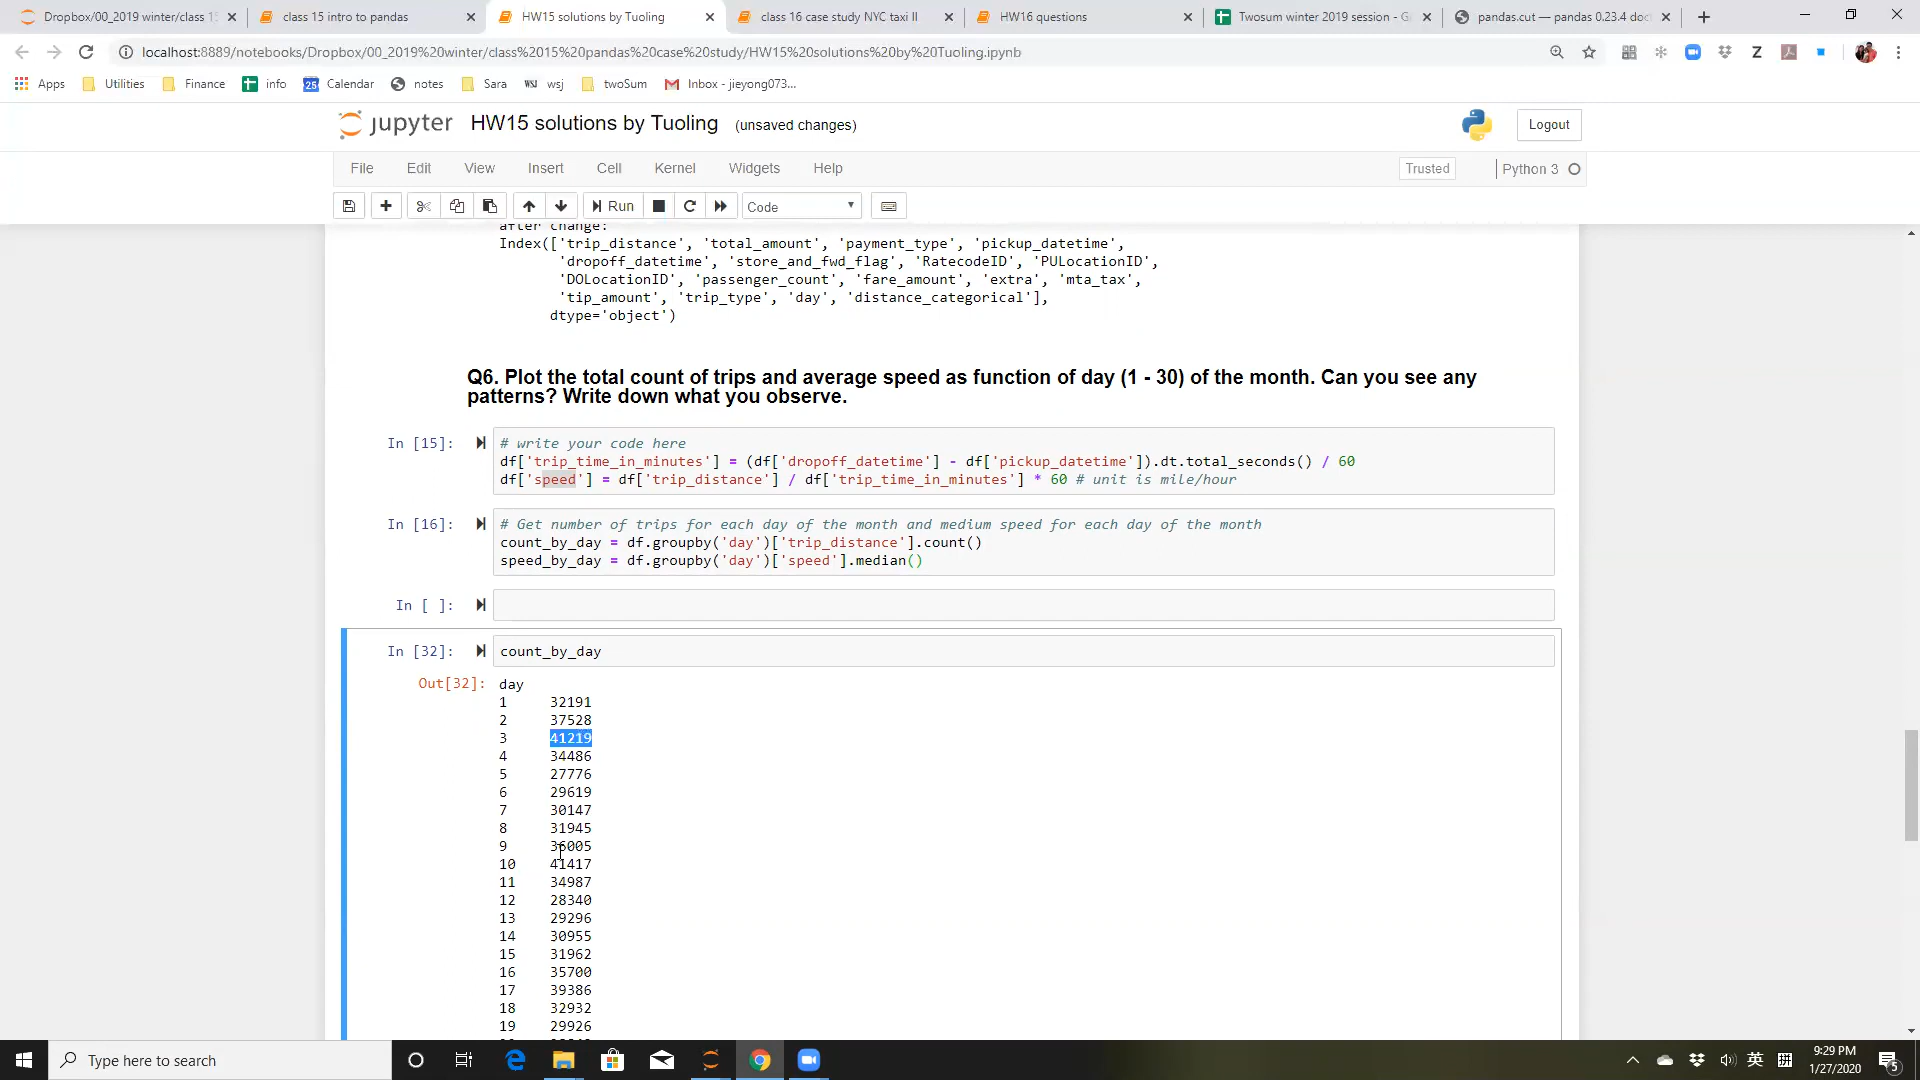 Dropbox/00_2019 winter/class 15
class 15 intro to pandas
HW15 solutions by Tuoling
class 16 case study NYC taxi II
HW16 questions
Twosum winter 2019 session - G
pandas.cut — pandas 0.23.4 doc
localhost:8889/notebooks/Dropbox/00_2019%20winter/class%2015%20pandas%20case%20study/HW15%20solutions%20by%20Tuoling.ipynb
Apps Utilities Finance info Calendar notes Sara wsj twoSum Inbox - jieyong073...
jupyter HW15 solutions by Tuoling (unsaved changes) Logout
File Edit View Insert Cell Kernel Widgets Help Trusted Python 3
Run Code
after change:
Index(['trip_distance', 'total_amount', 'payment_type', 'pickup_datetime',
'dropoff_datetime', 'store_and_fwd_flag', 'RatecodeID', 'PULocationID',
'DOLocationID', 'passenger_count', 'fare_amount', 'extra', 'mta_tax',
'tip_amount', 'trip_type', 'day', 'distance_categorical'],
dtype='object')
Q6. Plot the total count of trips and average speed as function of day (1 - 30) of the month. Can you see any
patterns? Write down what you observe.
In [15]: # write your code here
df['trip_time_in_minutes'] = (df['dropoff_datetime'] - df['pickup_datetime']).dt.total_seconds() / 60
df['speed'] = df['trip_distance'] / df['trip_time_in_minutes'] * 60 # unit is mile/hour
In [16]: # Get number of trips for each day of the month and medium speed for each day of the month
count_by_day = df.groupby('day')['trip_distance'].count()
speed_by_day = df.groupby('day')['speed'].median()
In [ ]:
In [32]: count_by_day
Out[32]: day
1 32191
2 37528
3 41219
4 34486
5 27776
6 29619
7 30147
8 31945
9 36005
10 41417
11 34987
12 28340
13 29296
14 30955
15 31962
16 35700
17 39386
18 32932
19 29926
Type here to search
英
9:29 PM
1/27/2020
5